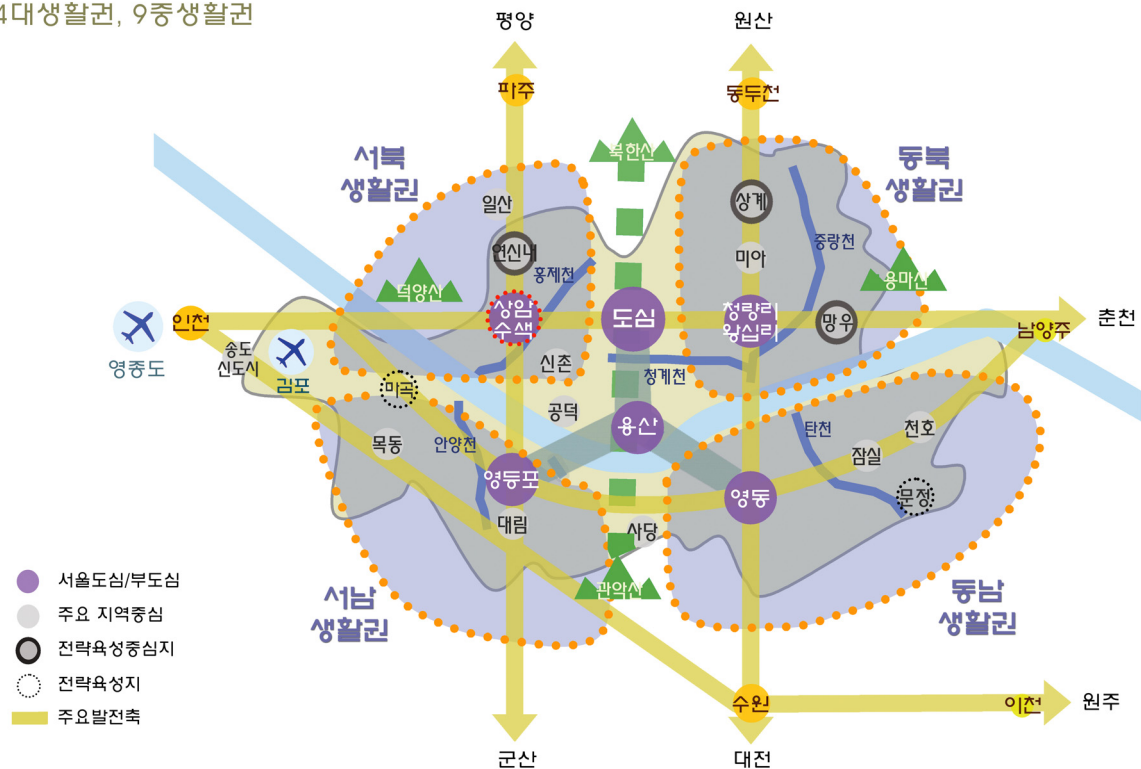 4대생활권, 9중생활권
평양
원산
파주
동두천
북한산
서북
생활권
동북
생활권
일산
상계
연신내
홍제천
미아
중랑천
덕양산
용마산
인천
상암
수색
도심
청량리
왕십리
망우
춘천
남양주
영종도
송도
신도시
김포
마곡
신촌
청계천
공덕
용산
목동
안양천
탄천
천호
잠실
영등포
영동
문정
대림
사당
관악산
서남
생활권
동남
생활권
서울도심/부도심
주요 지역중심
전략육성중심지
전략육성지
주요발전축
수원
이천
원주
군산
대전